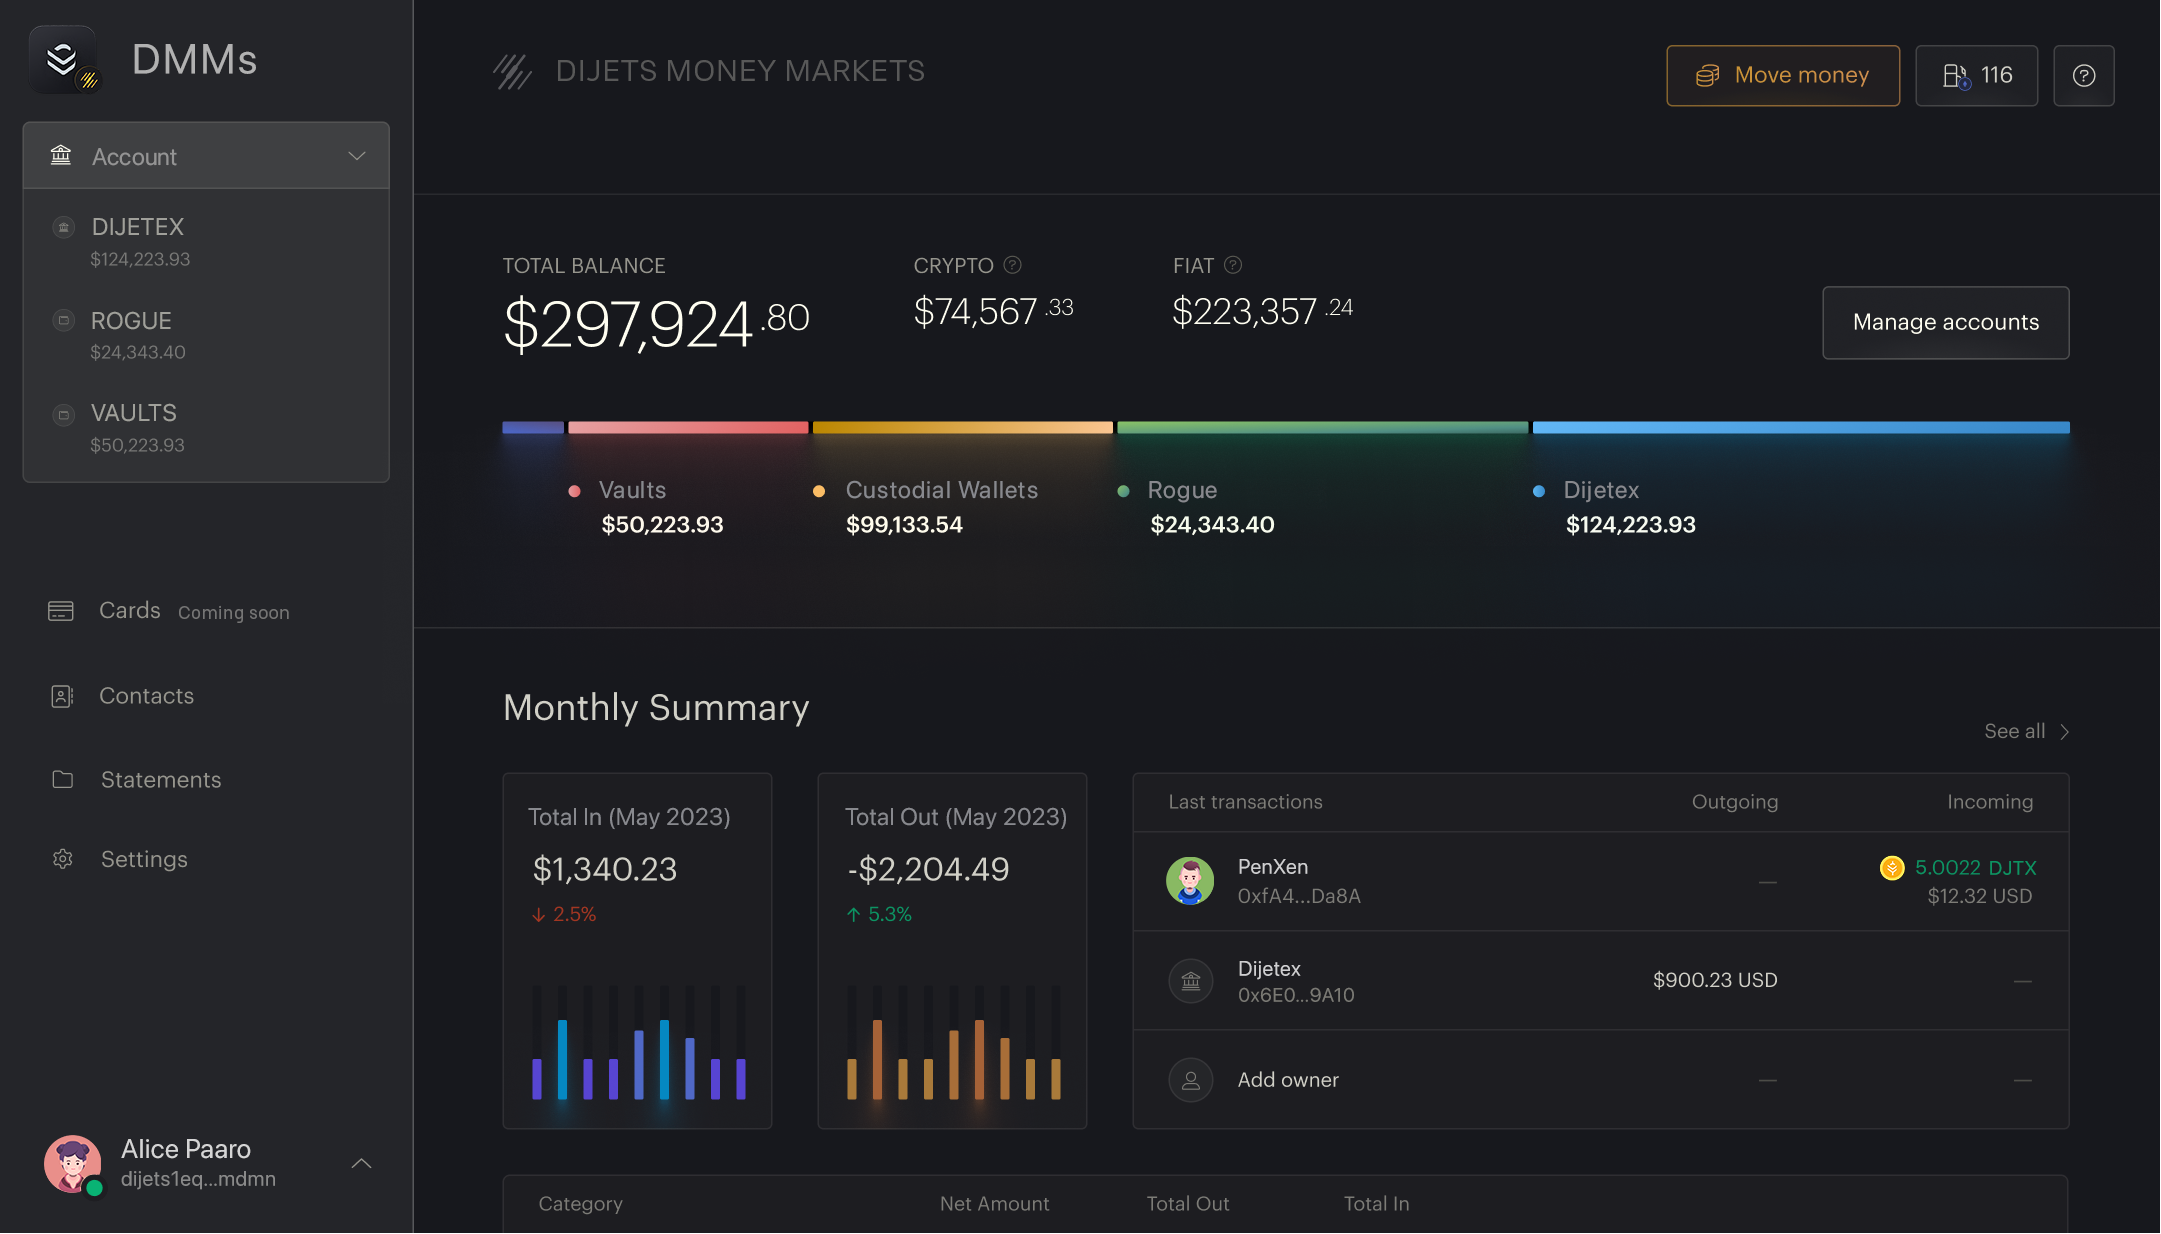 DMMs
Account
DIJETEX
$124,223.93
ROGUE
$24,343.40
VAULTS
$50,223.93
Cards Coming soon
Contacts
Statements
Settings
Alice Paaro
dijets1eq...mdmn
DIJETS MONEY MARKETS
Move money
116
?
TOTAL BALANCE
$297,924.80
CRYPTO ?
$74,567.33
FIAT ?
$223,357.24
Manage accounts
Vaults
$50,223.93
Custodial Wallets
$99,133.54
Rogue
$24,343.40
Dijetex
$124,223.93
Monthly Summary
See all
Total In (May 2023)
$1,340.23
↓ 2.5%
Total Out (May 2023)
-$2,204.49
↑ 5.3%
Last transactions Outgoing Incoming
PenXen
0xfA4...Da8A
—
5.0022 DJTX
$12.32 USD
Dijetex
0x6E0...9A10
$900.23 USD
—
Add owner
— —
Category Net Amount Total Out Total In